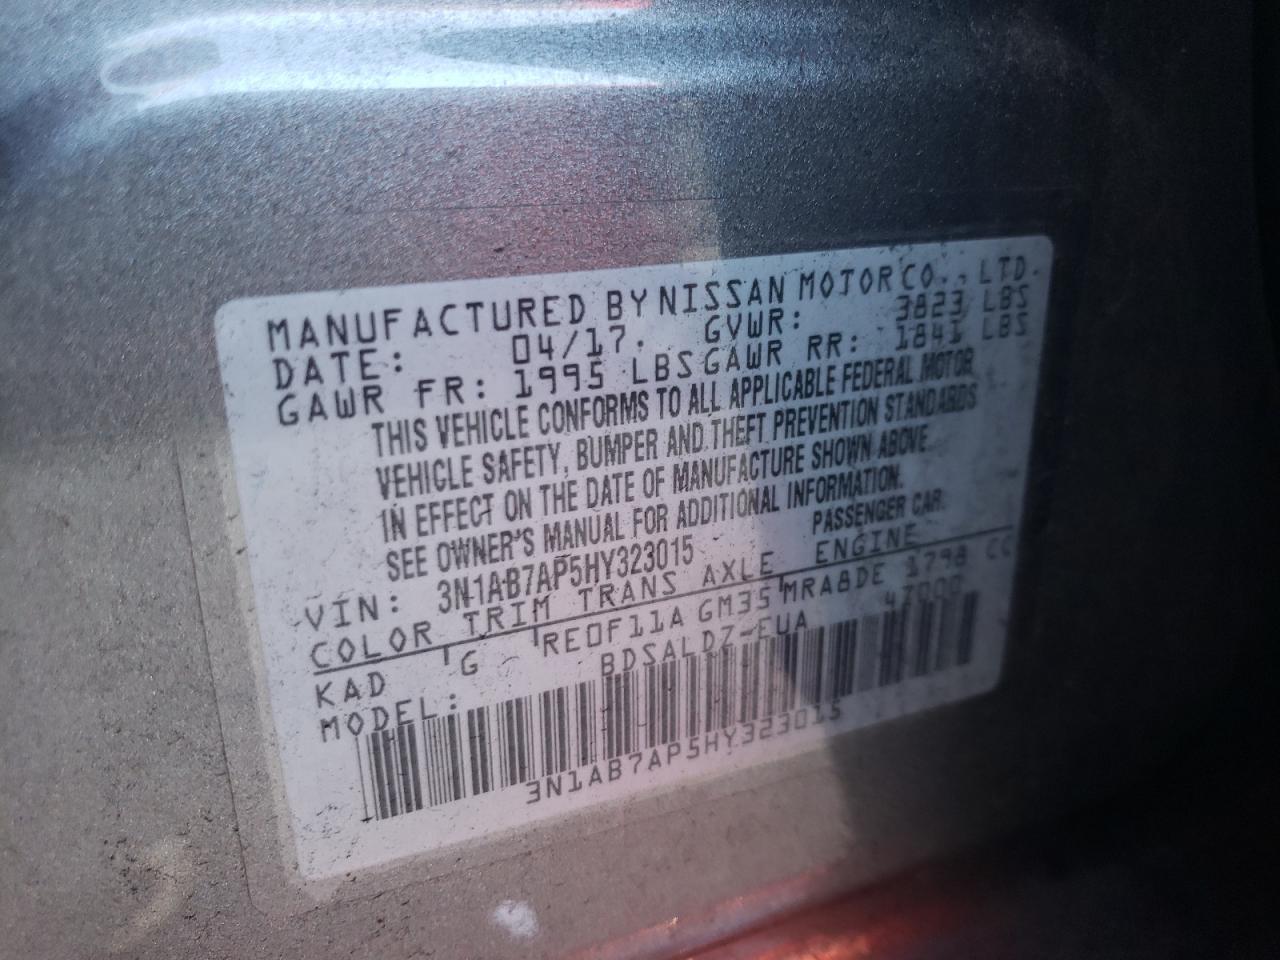 MANUFACTURED BY NISSAN MOTOR CO., LTD.
DATE: 04/17. GVWR: 3823 LBS
GAWR FR: 1995 LBS GAWR RR: 1841 LBS
THIS VEHICLE CONFORMS TO ALL APPLICABLE FEDERAL MOTOR
VEHICLE SAFETY, BUMPER AND THEFT PREVENTION STANDARDS
IN EFFECT ON THE DATE OF MANUFACTURE SHOWN ABOVE.
SEE OWNER'S MANUAL FOR ADDITIONAL INFORMATION.
VIN: 3N1AB7AP5HY323015 PASSENGER CAR.
COLOR TRIM TRANS AXLE ENGINE
KAD G RE0F11A GM35 MRA8DE 1798 CC
MODEL: BDSALDZ-EUA 47000
3N1AB7AP5HY323015